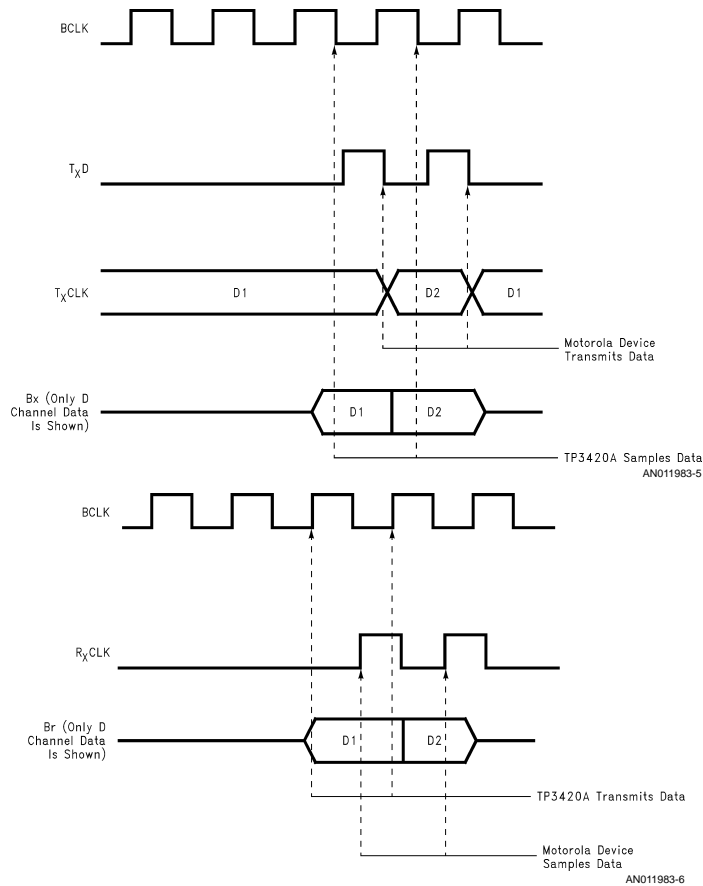 BCLK
TXD
TXCLK
D1
D2
D1
Motorola Device
Transmits Data
Bx (Only D
Channel Data
Is Shown)
D1
D2
TP3420A Samples Data
AN011983-5
BCLK
RXCLK
Br (Only D
Channel Data
Is Shown)
D1
D2
TP3420A Transmits Data
Motorola Device
Samples Data
AN011983-6